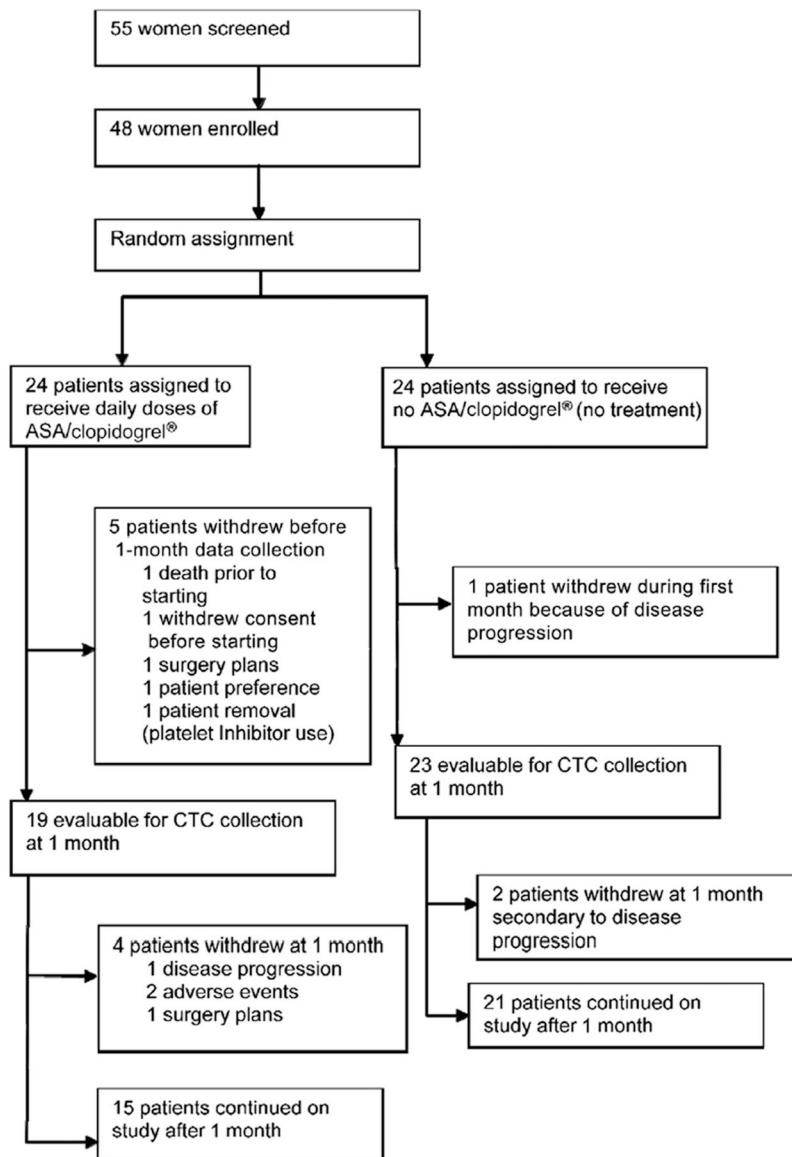 55 women screened
48 women enrolled
Random assignment
24 patients assigned to
receive daily doses of
ASA/clopidogrel®
24 patients assigned to receive
no ASA/clopidogrel® (no treatment)
5 patients withdrew before
1-month data collection
1 death prior to
starting
1 withdrew consent
before starting
1 surgery plans
1 patient preference
1 patient removal
(platelet Inhibitor use)
1 patient withdrew during first
month because of disease
progression
23 evaluable for CTC collection
at 1 month
19 evaluable for CTC collection
at 1 month
2 patients withdrew at 1 month
secondary to disease
progression
4 patients withdrew at 1 month
1 disease progression
2 adverse events
1 surgery plans
21 patients continued on
study after 1 month
15 patients continued on
study after 1 month